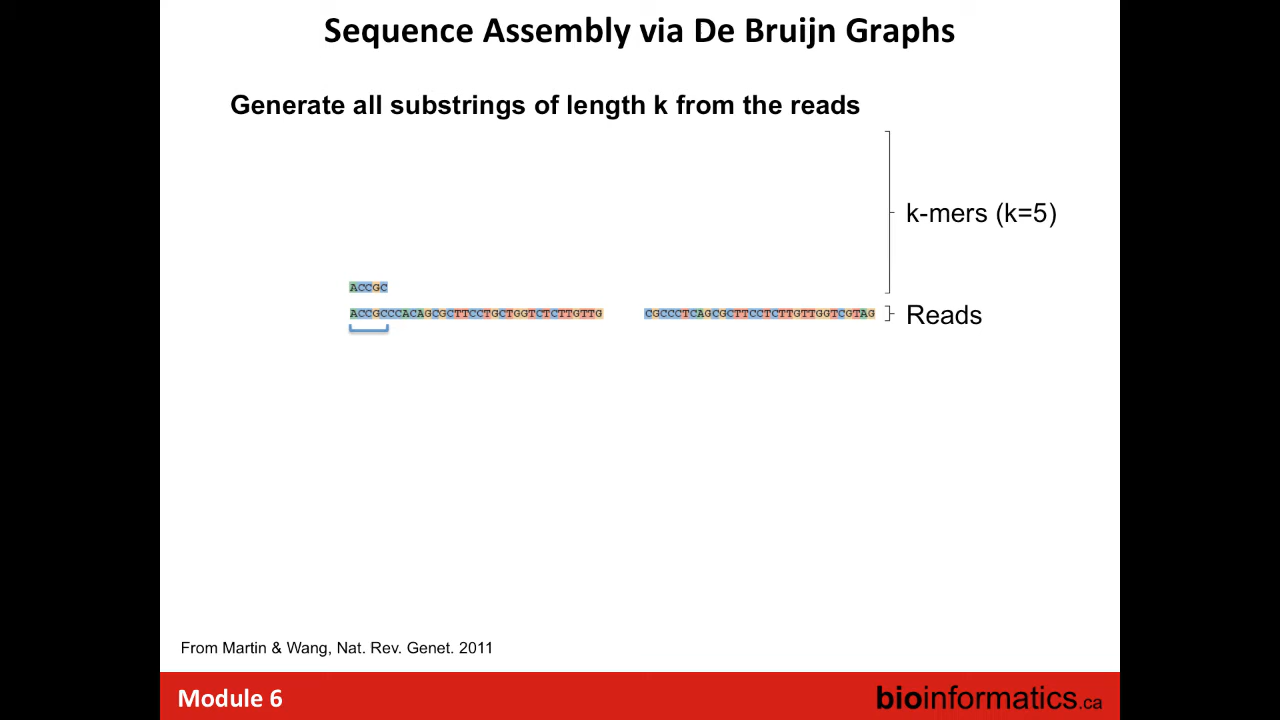 Sequence Assembly via De Bruijn Graphs
Generate all substrings of length k from the reads
k-mers (k=5)
ACCGC
ACCGCCCACAGCGCTTCCTGCTGGTCTCTTGTTG
CGCCCTCAGCGCTTCCTCTTGTTGGTCGTAG
Reads
From Martin & Wang, Nat. Rev. Genet. 2011
Module 6
bioinformatics.ca